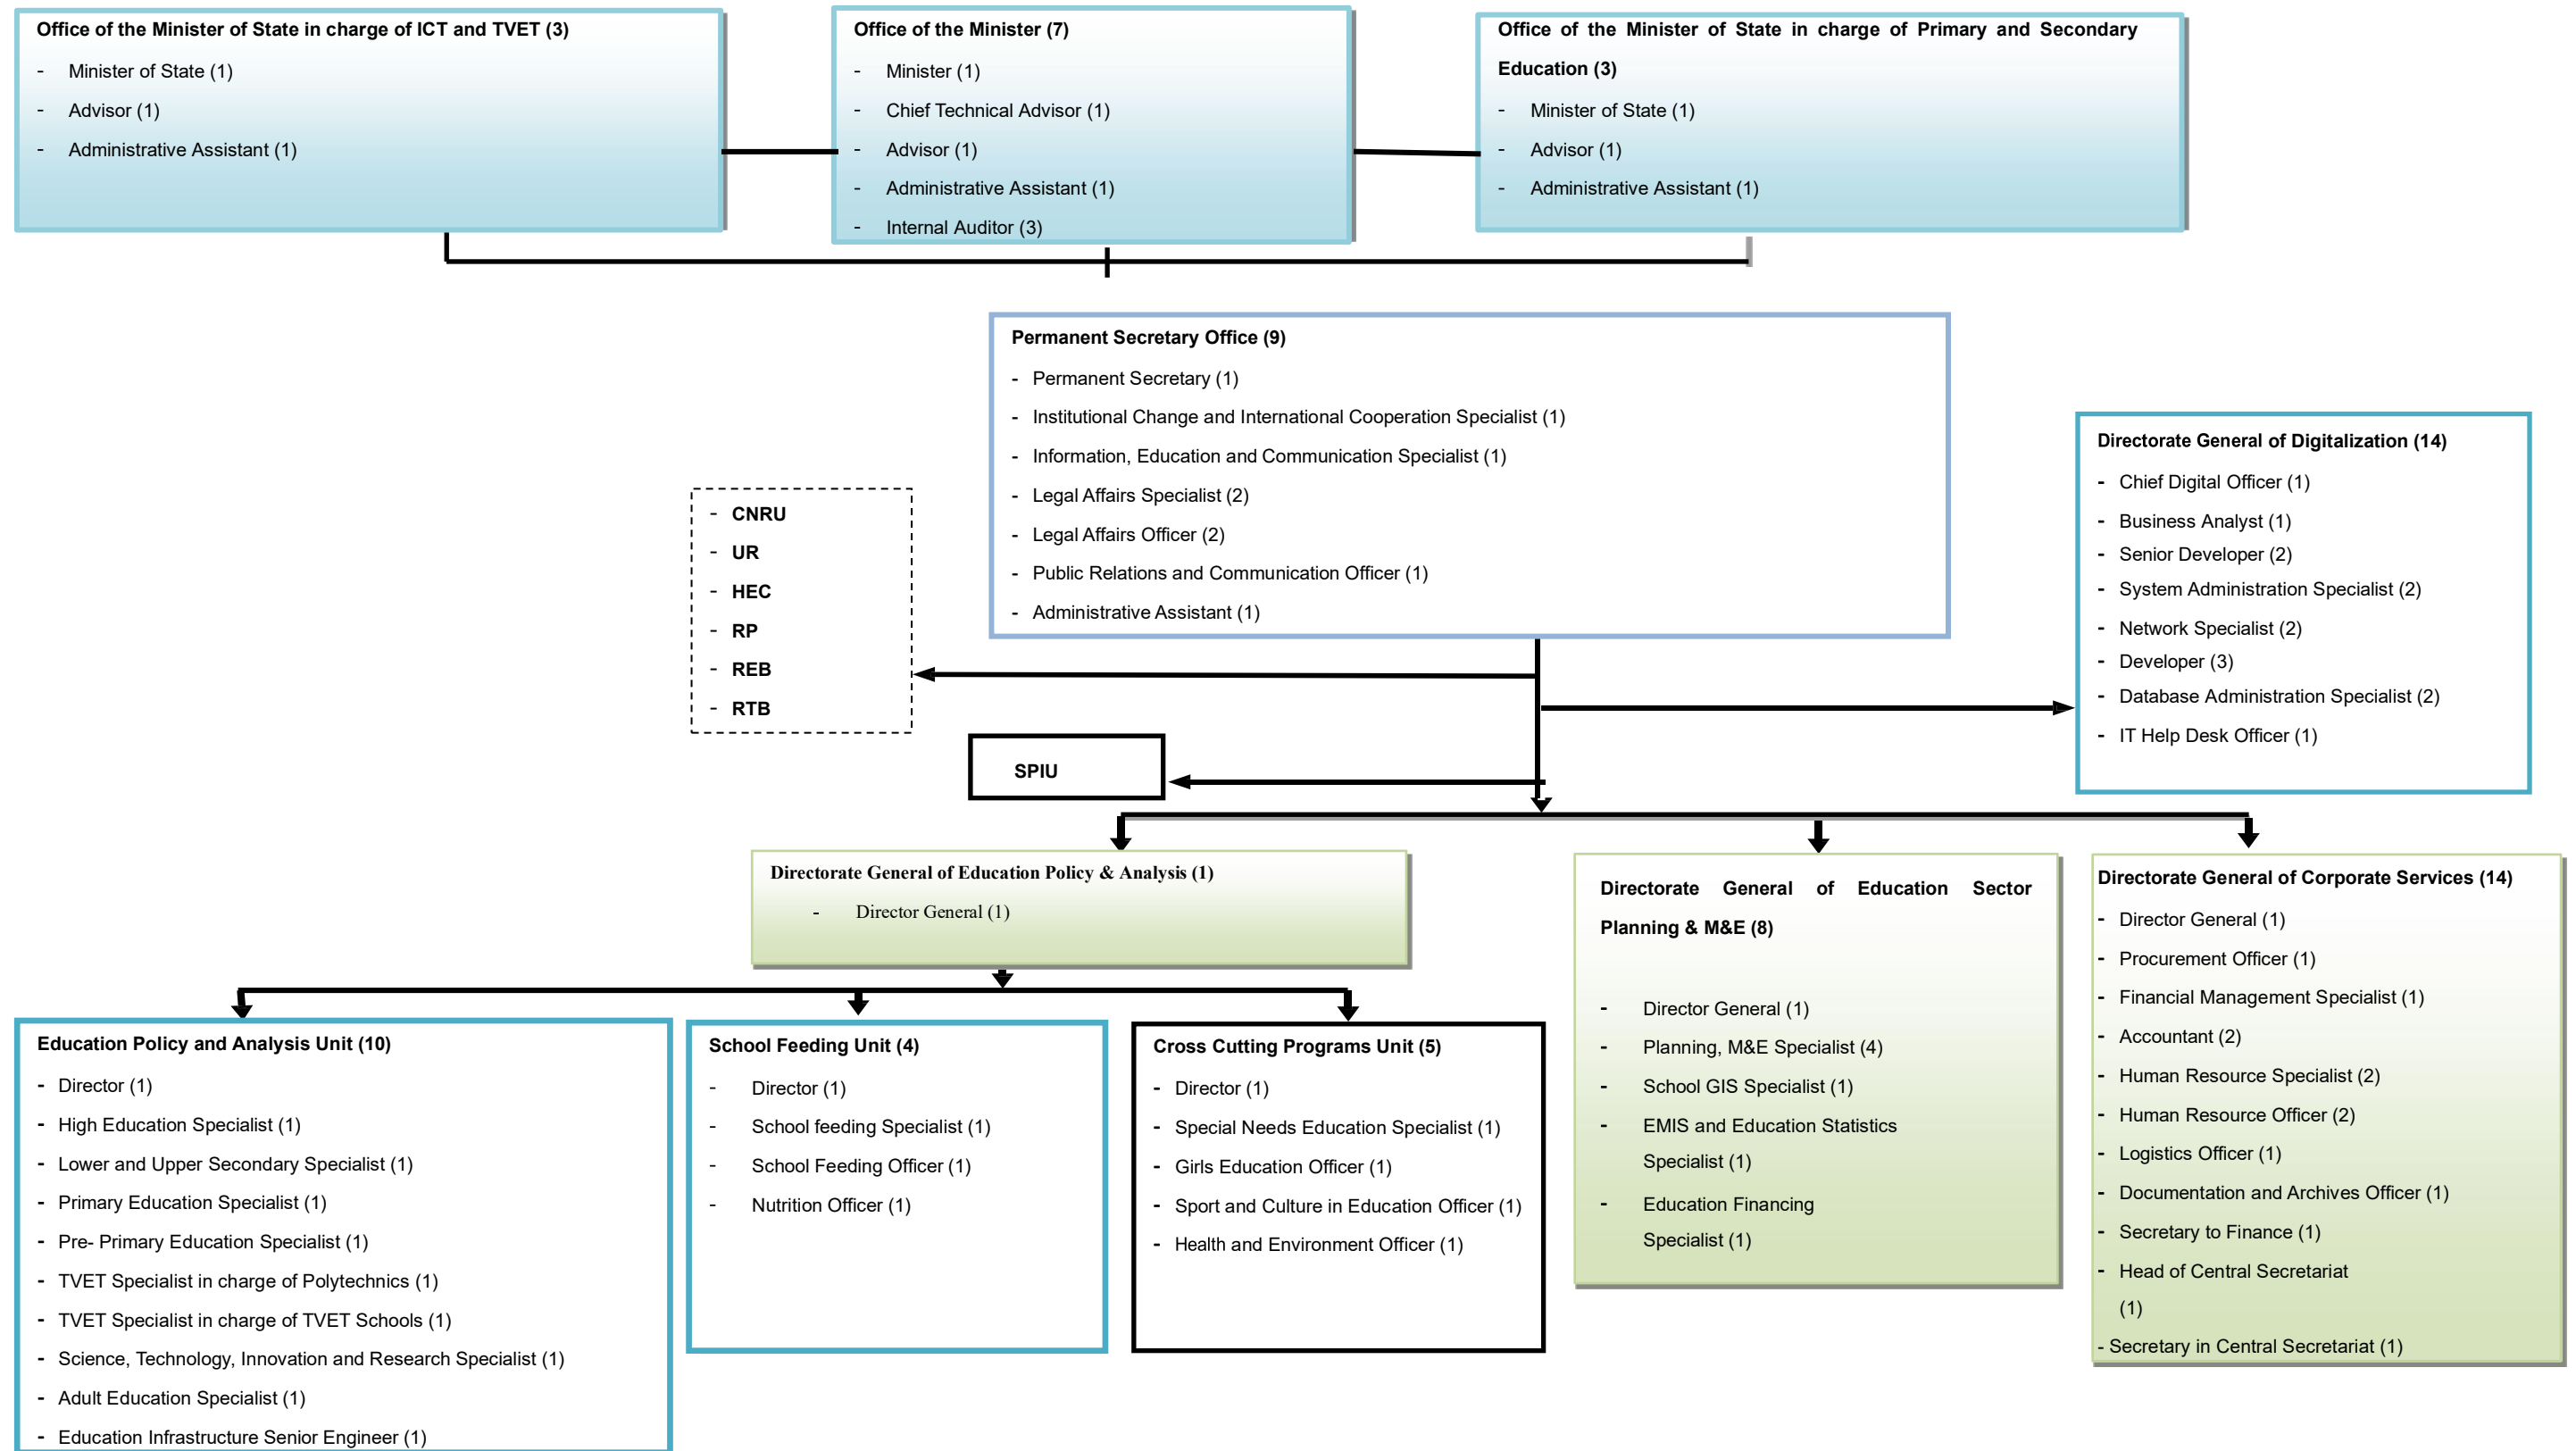 Office of the Minister of State in charge of ICT and TVET (3)
- Minister of State (1)
- Advisor (1)
- Administrative Assistant (1)
Office of the Minister (7)
- Minister (1)
- Chief Technical Advisor (1)
- Advisor (1)
- Administrative Assistant (1)
- Internal Auditor (3)
Office of the Minister of State in charge of Primary and Secondary
Education (3)
- Minister of State (1)
- Advisor (1)
- Administrative Assistant (1)
Permanent Secretary Office (9)
- Permanent Secretary (1)
- Institutional Change and International Cooperation Specialist (1)
- Information, Education and Communication Specialist (1)
- Legal Affairs Specialist (2)
- Legal Affairs Officer (2)
- Public Relations and Communication Officer (1)
- Administrative Assistant (1)
Directorate General of Digitalization (14)
- Chief Digital Officer (1)
- Business Analyst (1)
- Senior Developer (2)
- System Administration Specialist (2)
- Network Specialist (2)
- Developer (3)
- Database Administration Specialist (2)
- IT Help Desk Officer (1)
- CNRU
- UR
- HEC
- RP
- REB
- RTB
SPIU
Directorate General of Education Policy & Analysis (1)
- Director General (1)
Directorate General of Education Sector
Planning & M&E (8)
- Director General (1)
- Planning, M&E Specialist (4)
- School GIS Specialist (1)
- EMIS and Education Statistics
Specialist (1)
- Education Financing
Specialist (1)
Directorate General of Corporate Services (14)
- Director General (1)
- Procurement Officer (1)
- Financial Management Specialist (1)
- Accountant (2)
- Human Resource Specialist (2)
- Human Resource Officer (2)
- Logistics Officer (1)
- Documentation and Archives Officer (1)
- Secretary to Finance (1)
- Head of Central Secretariat
(1)
- Secretary in Central Secretariat (1)
Education Policy and Analysis Unit (10)
- Director (1)
- High Education Specialist (1)
- Lower and Upper Secondary Specialist (1)
- Primary Education Specialist (1)
- Pre- Primary Education Specialist (1)
- TVET Specialist in charge of Polytechnics (1)
- TVET Specialist in charge of TVET Schools (1)
- Science, Technology, Innovation and Research Specialist (1)
- Adult Education Specialist (1)
- Education Infrastructure Senior Engineer (1)
School Feeding Unit (4)
- Director (1)
- School feeding Specialist (1)
- School Feeding Officer (1)
- Nutrition Officer (1)
Cross Cutting Programs Unit (5)
- Director (1)
- Special Needs Education Specialist (1)
- Girls Education Officer (1)
- Sport and Culture in Education Officer (1)
- Health and Environment Officer (1)